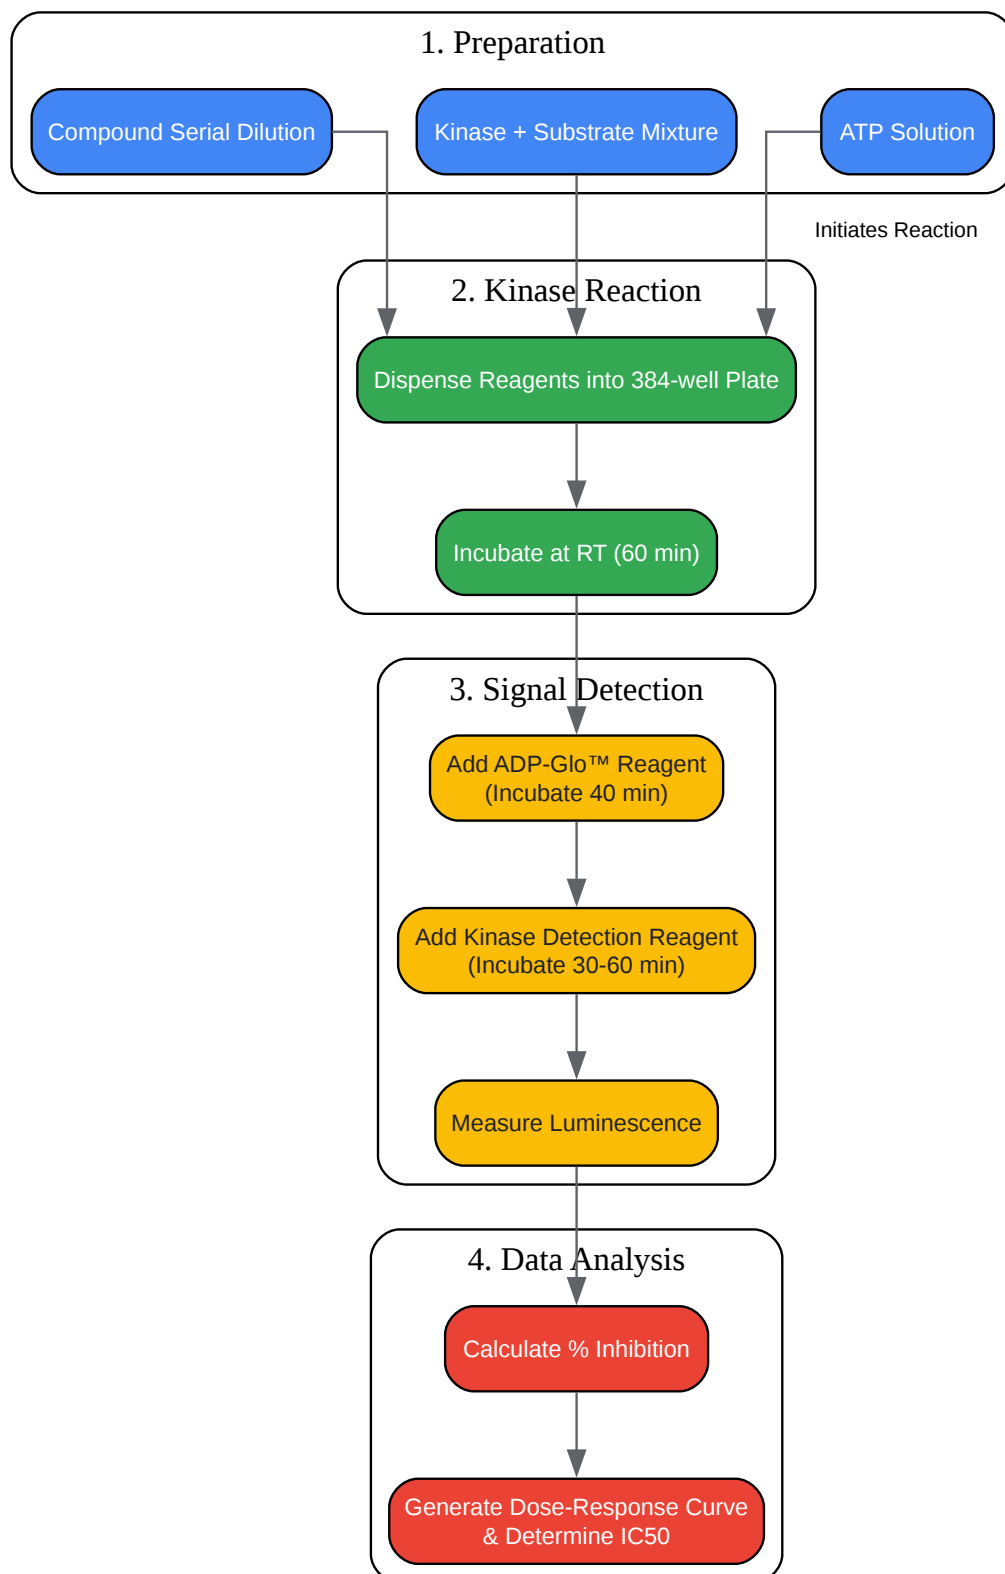 1. Preparation
Compound Serial Dilution
Kinase + Substrate Mixture
ATP Solution
Initiates Reaction
2. Kinase Reaction
Dispense Reagents into 384-well Plate
Incubate at RT (60 min)
3. Signal Detection
Add ADP-Glo™ Reagent
(Incubate 40 min)
Add Kinase Detection Reagent
(Incubate 30-60 min)
Measure Luminescence
4. Data Analysis
Calculate % Inhibition
Generate Dose-Response Curve
& Determine IC50